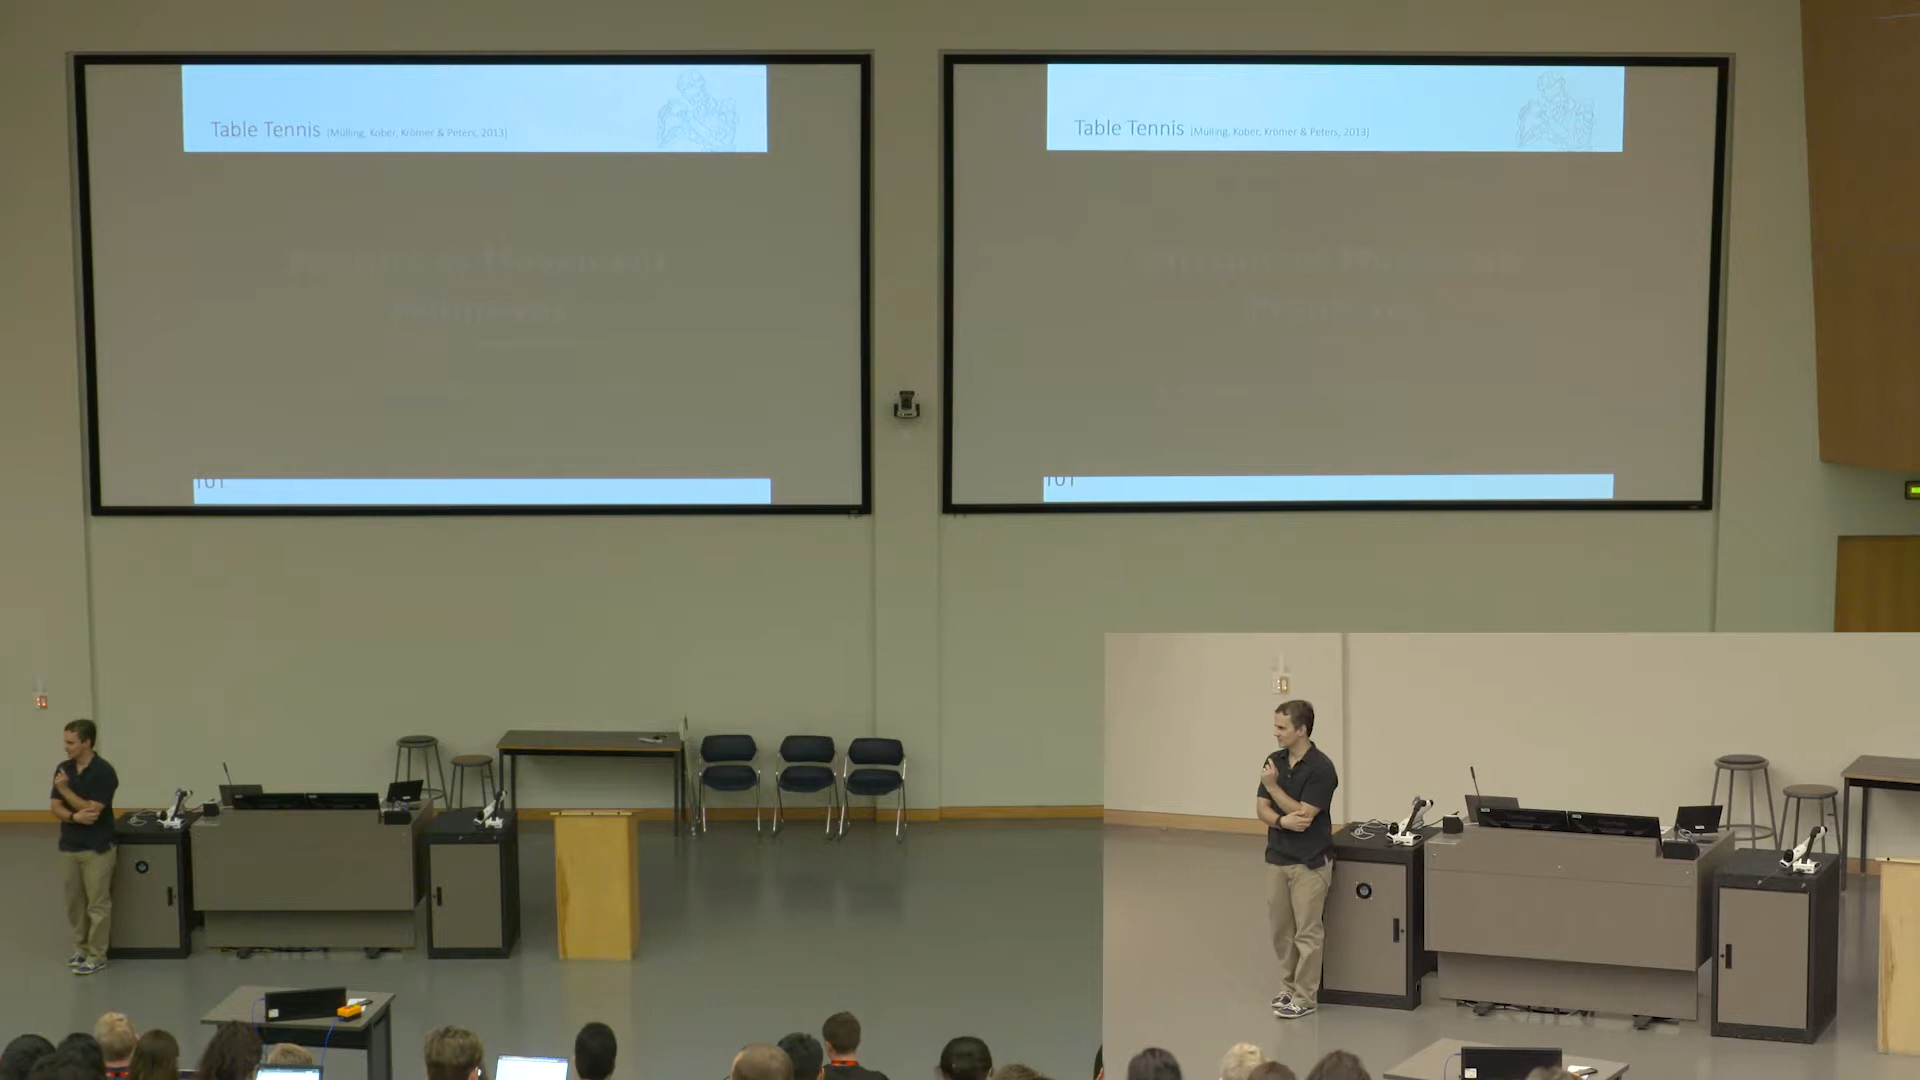 Table Tennis (Mülling, Kober, Krömer & Peters, 2013)
101
Table Tennis (Mülling, Kober, Krömer & Peters, 2013)
101